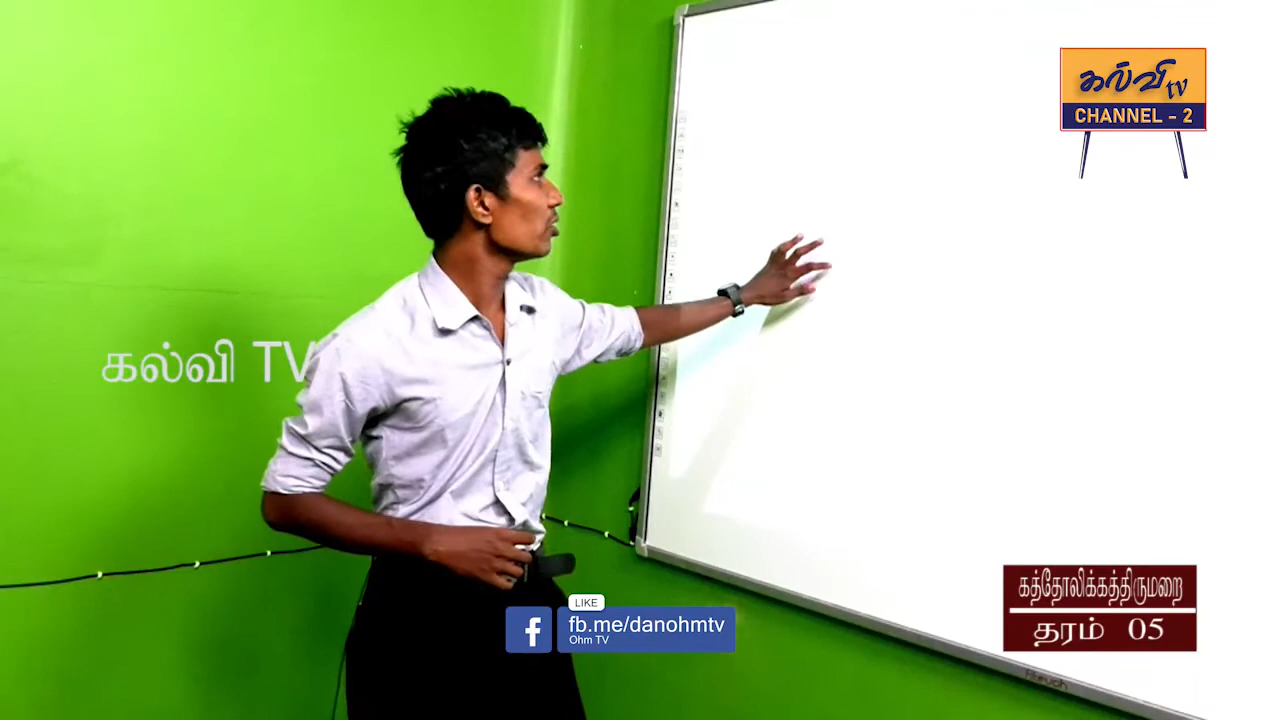 கல்வி TV
CHANNEL - 2
கல்வி TV
LIKE
fb.me/danohmtv
Ohm TV
கத்தோலிக்கத்திருமறை
தரம் 05